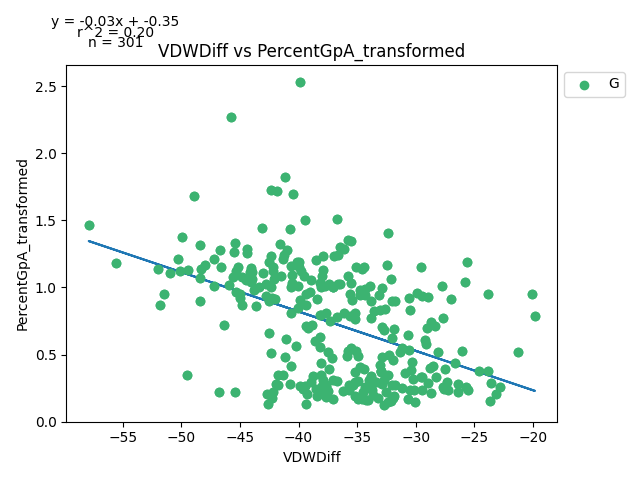 y = -0.03x + -0.35
r^2 = 0.20
n = 301
VDWDiff vs PercentGpA_transformed
G
PercentGpA_transformed
2.5
2.0
1.5
1.0
0.5
0.0
−55 −50 −45 −40 −35 −30 −25 −20
VDWDiff